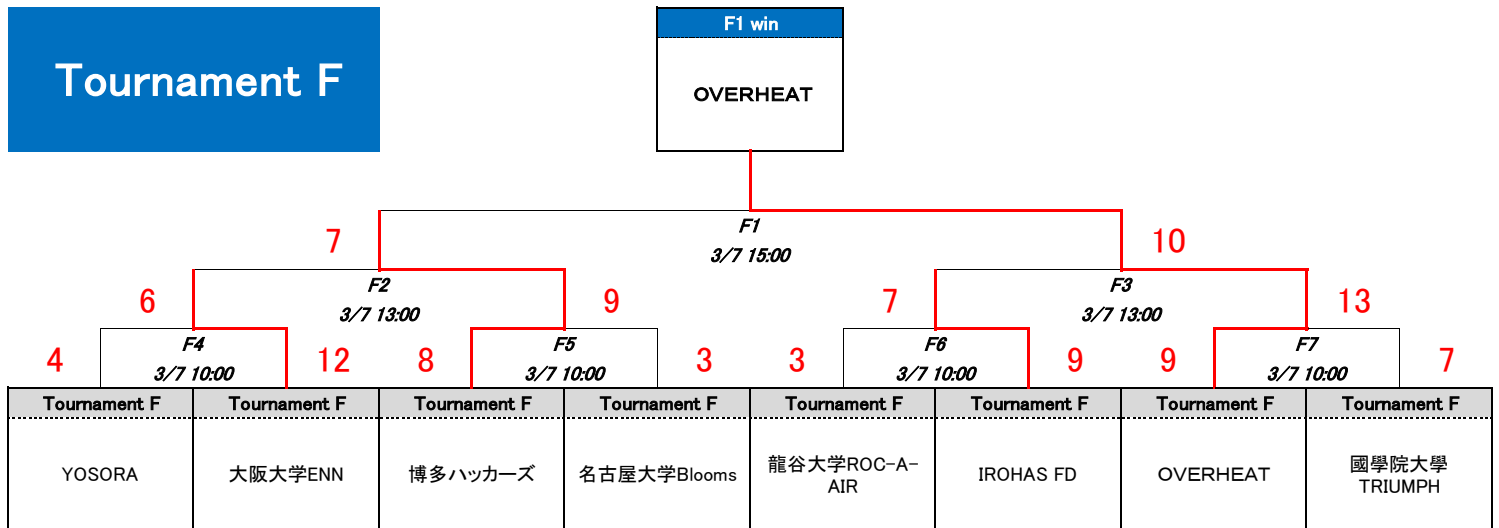 Tournament F
F1 win
OVERHEAT
F1
3/7 15:00
7
10
F2
3/7 13:00
F3
3/7 13:00
6
9
7
13
F4
3/7 10:00
F5
3/7 10:00
F6
3/7 10:00
F7
3/7 10:00
4
12
8
3
3
9
9
7
Tournament F
Tournament F
Tournament F
Tournament F
Tournament F
Tournament F
Tournament F
Tournament F
YOSORA
大阪大学ENN
博多ハッカーズ
名古屋大学Blooms
龍谷大学ROC-A-
AIR
IROHAS FD
OVERHEAT
國學院大學
TRIUMPH